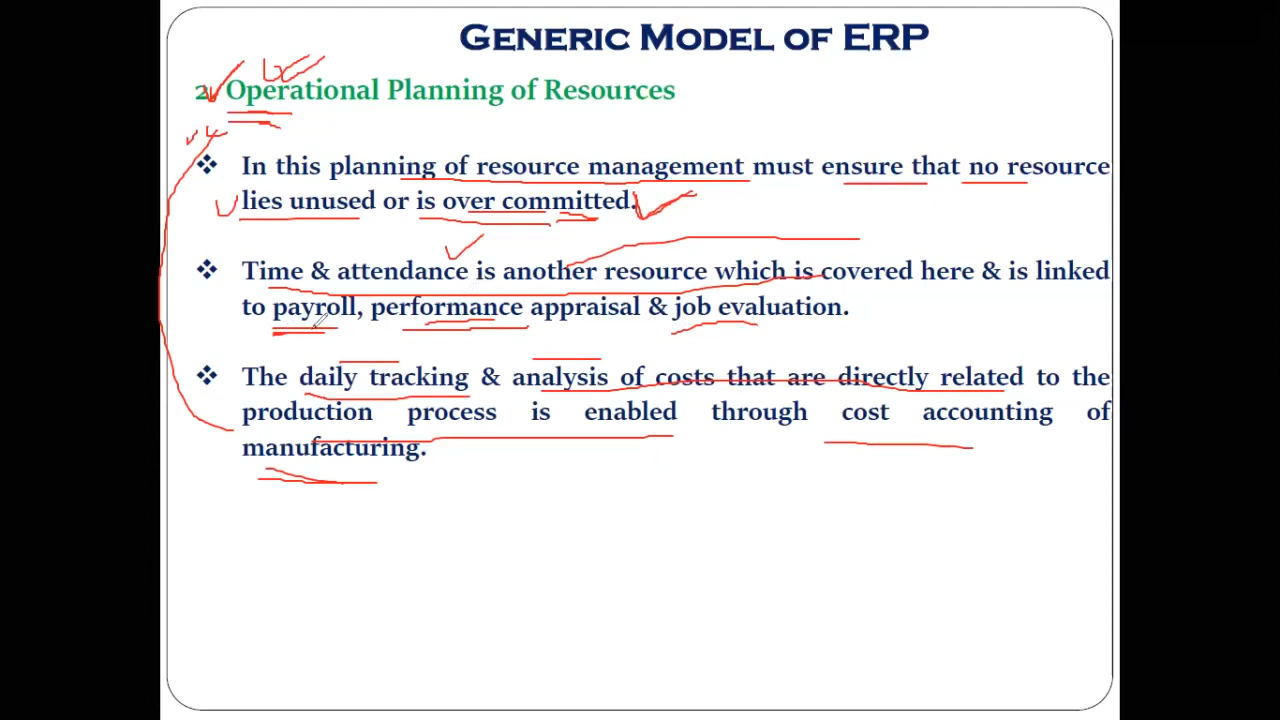 GENERIC MODEL OF ERP
2. Operational Planning of Resources
❖ In this planning of resource management must ensure that no resource
lies unused or is over committed.
❖ Time & attendance is another resource which is covered here & is linked
to payroll, performance appraisal & job evaluation.
❖ The daily tracking & analysis of costs that are directly related to the
production process is enabled through cost accounting of
manufacturing.